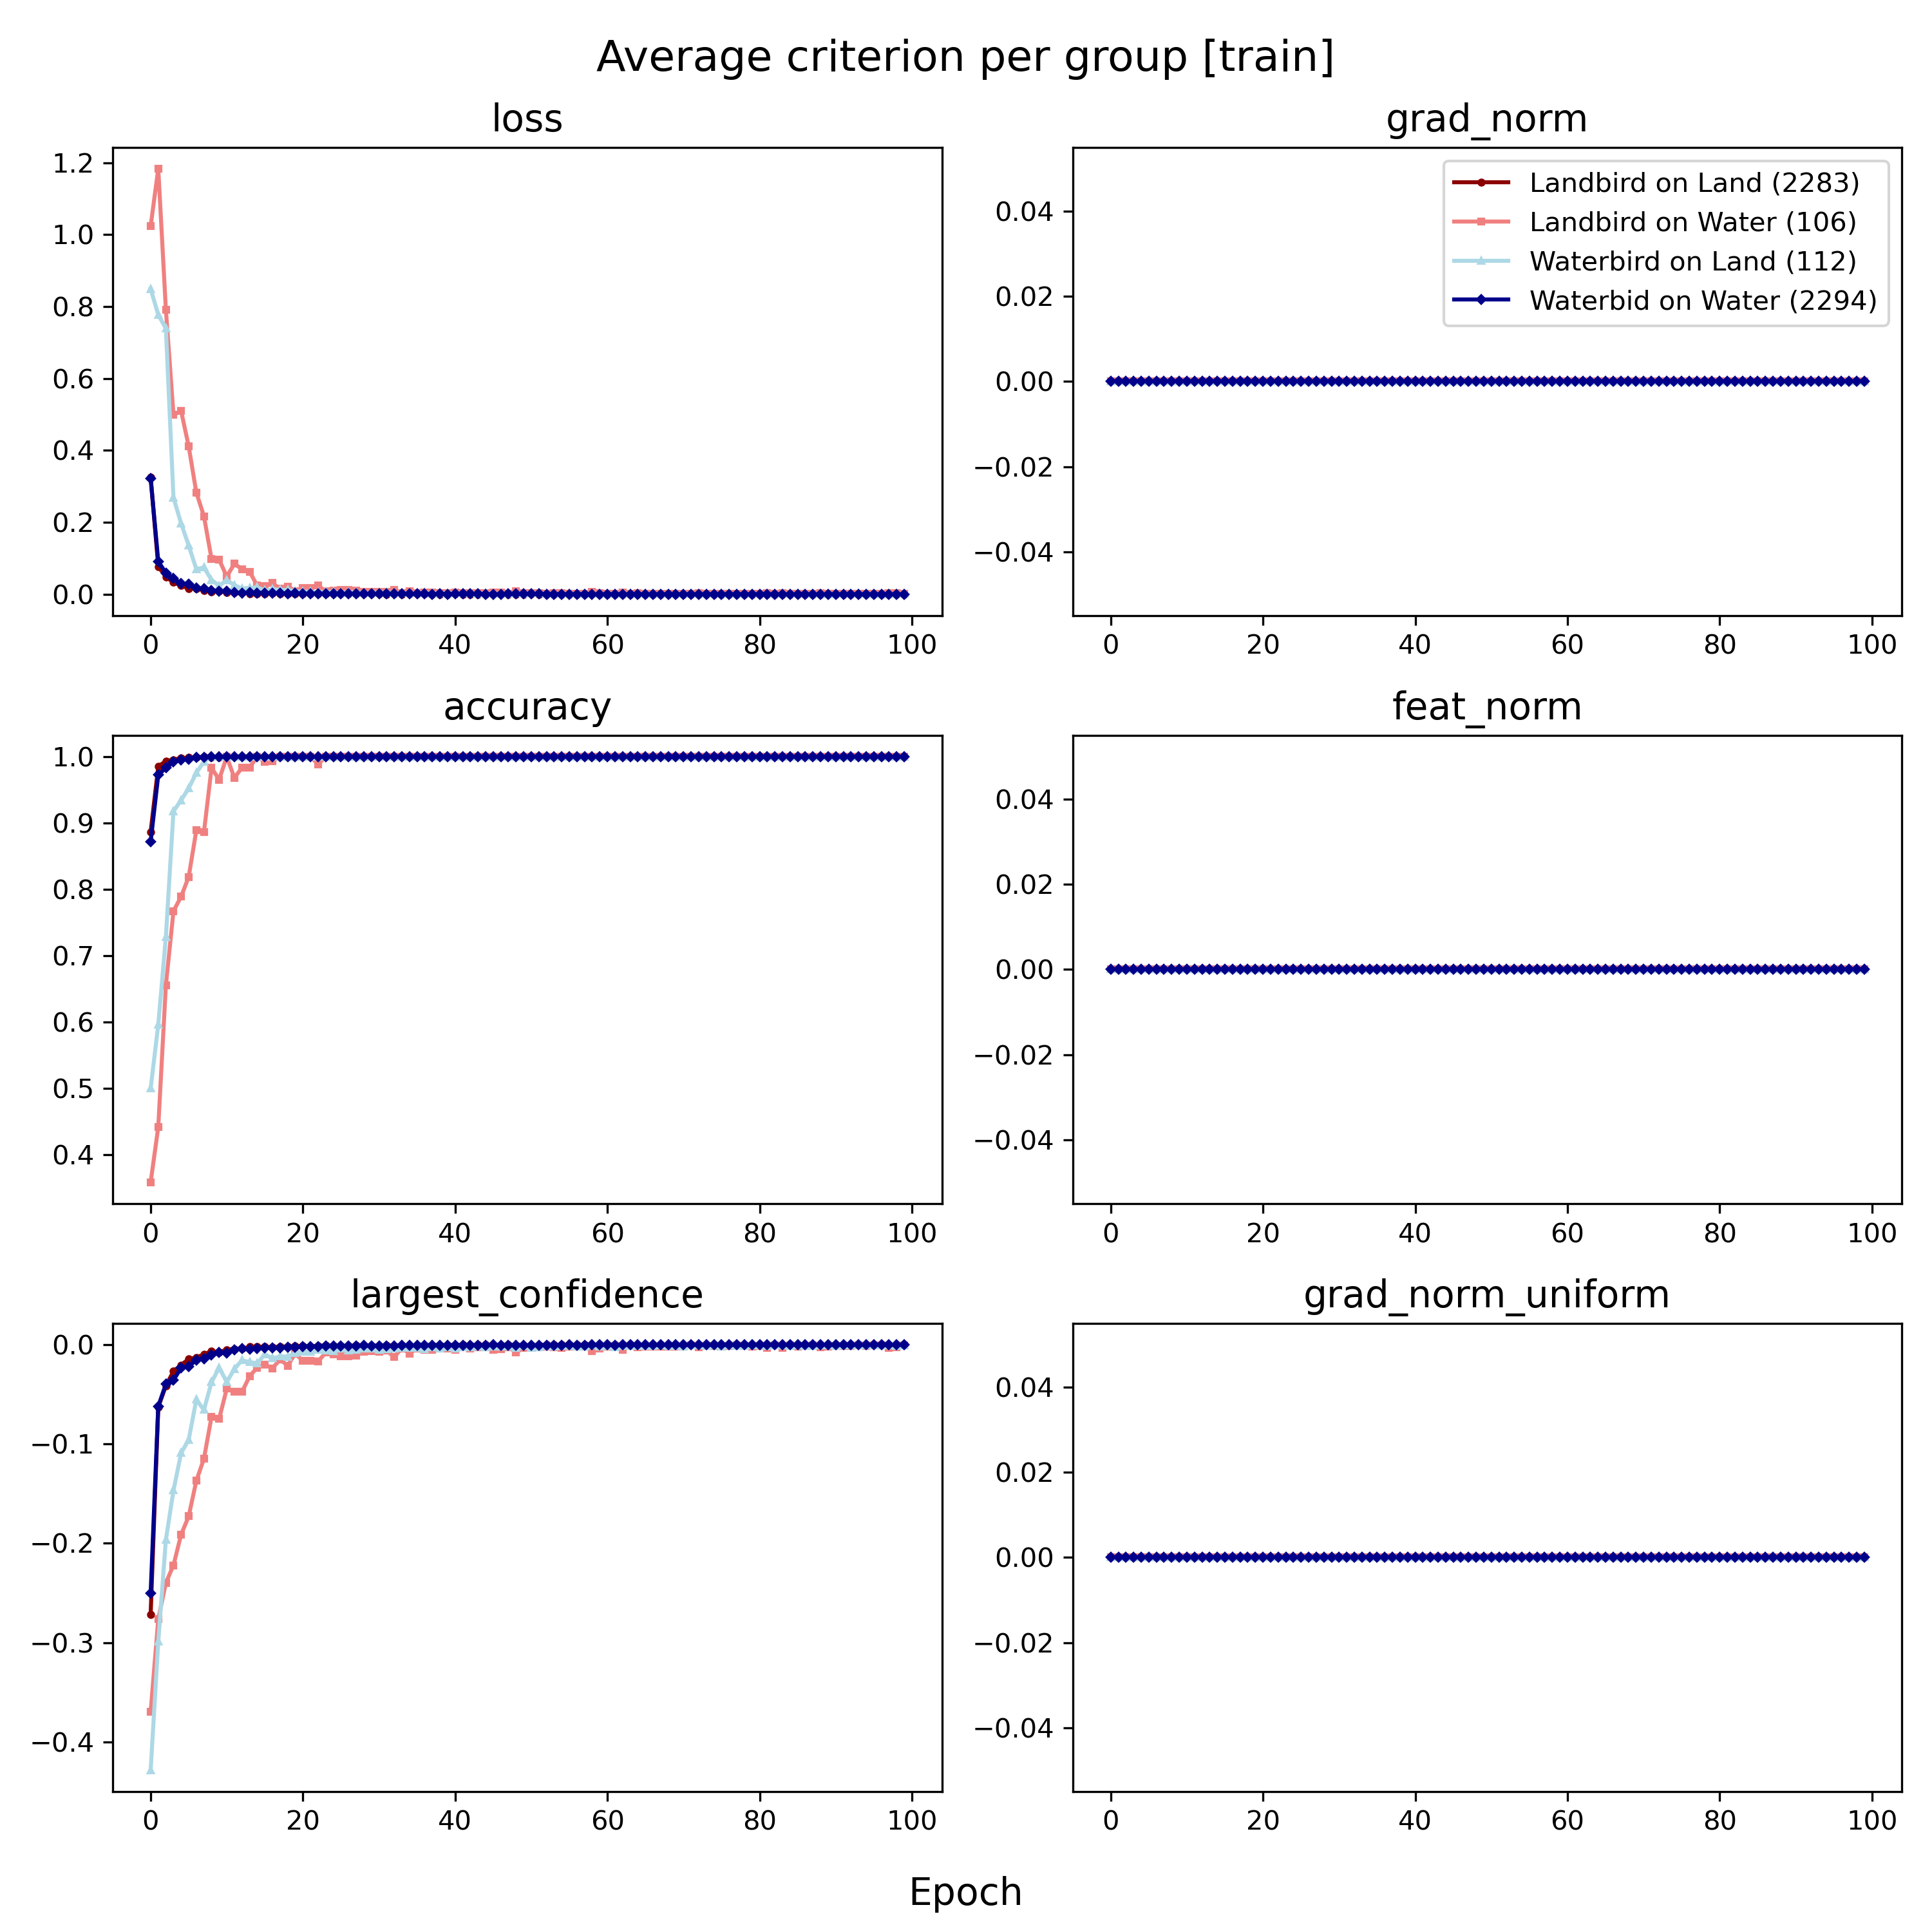 Average criterion per group [train]
loss
1.2
1.0
0.8
0.6
0.4
0.2
0.0
0 20 40 60 80 100
grad_norm
Landbird on Land (2283)
Landbird on Water (106)
Waterbird on Land (112)
Waterbid on Water (2294)
0.04
0.02
0.00
−0.02
−0.04
0 20 40 60 80 100
accuracy
1.0
0.9
0.8
0.7
0.6
0.5
0.4
0 20 40 60 80 100
feat_norm
0.04
0.02
0.00
−0.02
−0.04
0 20 40 60 80 100
largest_confidence
0.0
−0.1
−0.2
−0.3
−0.4
0 20 40 60 80 100
grad_norm_uniform
0.04
0.02
0.00
−0.02
−0.04
0 20 40 60 80 100
Epoch